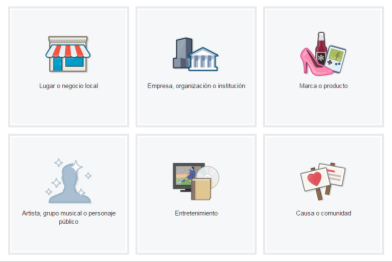 Lugar o negocio local
Empresa, organización o institución
Marca o producto
Artista, grupo musical o personaje
público
Entretenimiento
Causa o comunidad